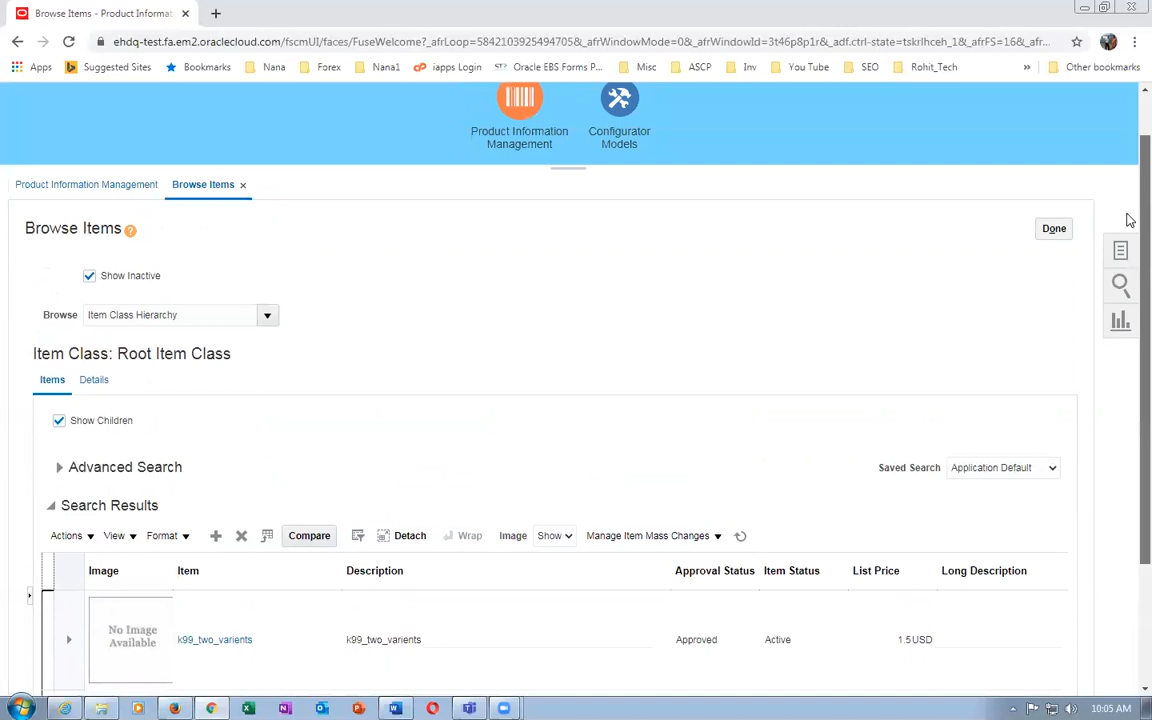 Browse Items - Product Informat
ehdq-test.fa.em2.oraclecloud.com/fscmUI/faces/FuseWelcome?_afrLoop=5842103925494705&_afrWindowMode=0&_afrWindowId=3t46p8p1r&_adf.ctrl-state=tskrlhceh_1&_afrFS=16&_afr...
Apps Suggested Sites Bookmarks Nana Forex Nana1 iapps Login Oracle EBS Forms P... Misc ASCP Inv You Tube SEO Rohit_Tech » Other bookmarks
Product Information Management
Configurator Models
Product Information Management Browse Items
Browse Items
Done
Show Inactive
Browse Item Class Hierarchy
Item Class: Root Item Class
Items Details
Show Children
Advanced Search
Saved Search Application Default
Search Results
Actions View Format Compare Detach Wrap Image Show Manage Item Mass Changes
Image Item Description Approval Status Item Status List Price Long Description
No Image Available
k99_two_varients k99_two_varients Approved Active 1.5USD
10:05 AM